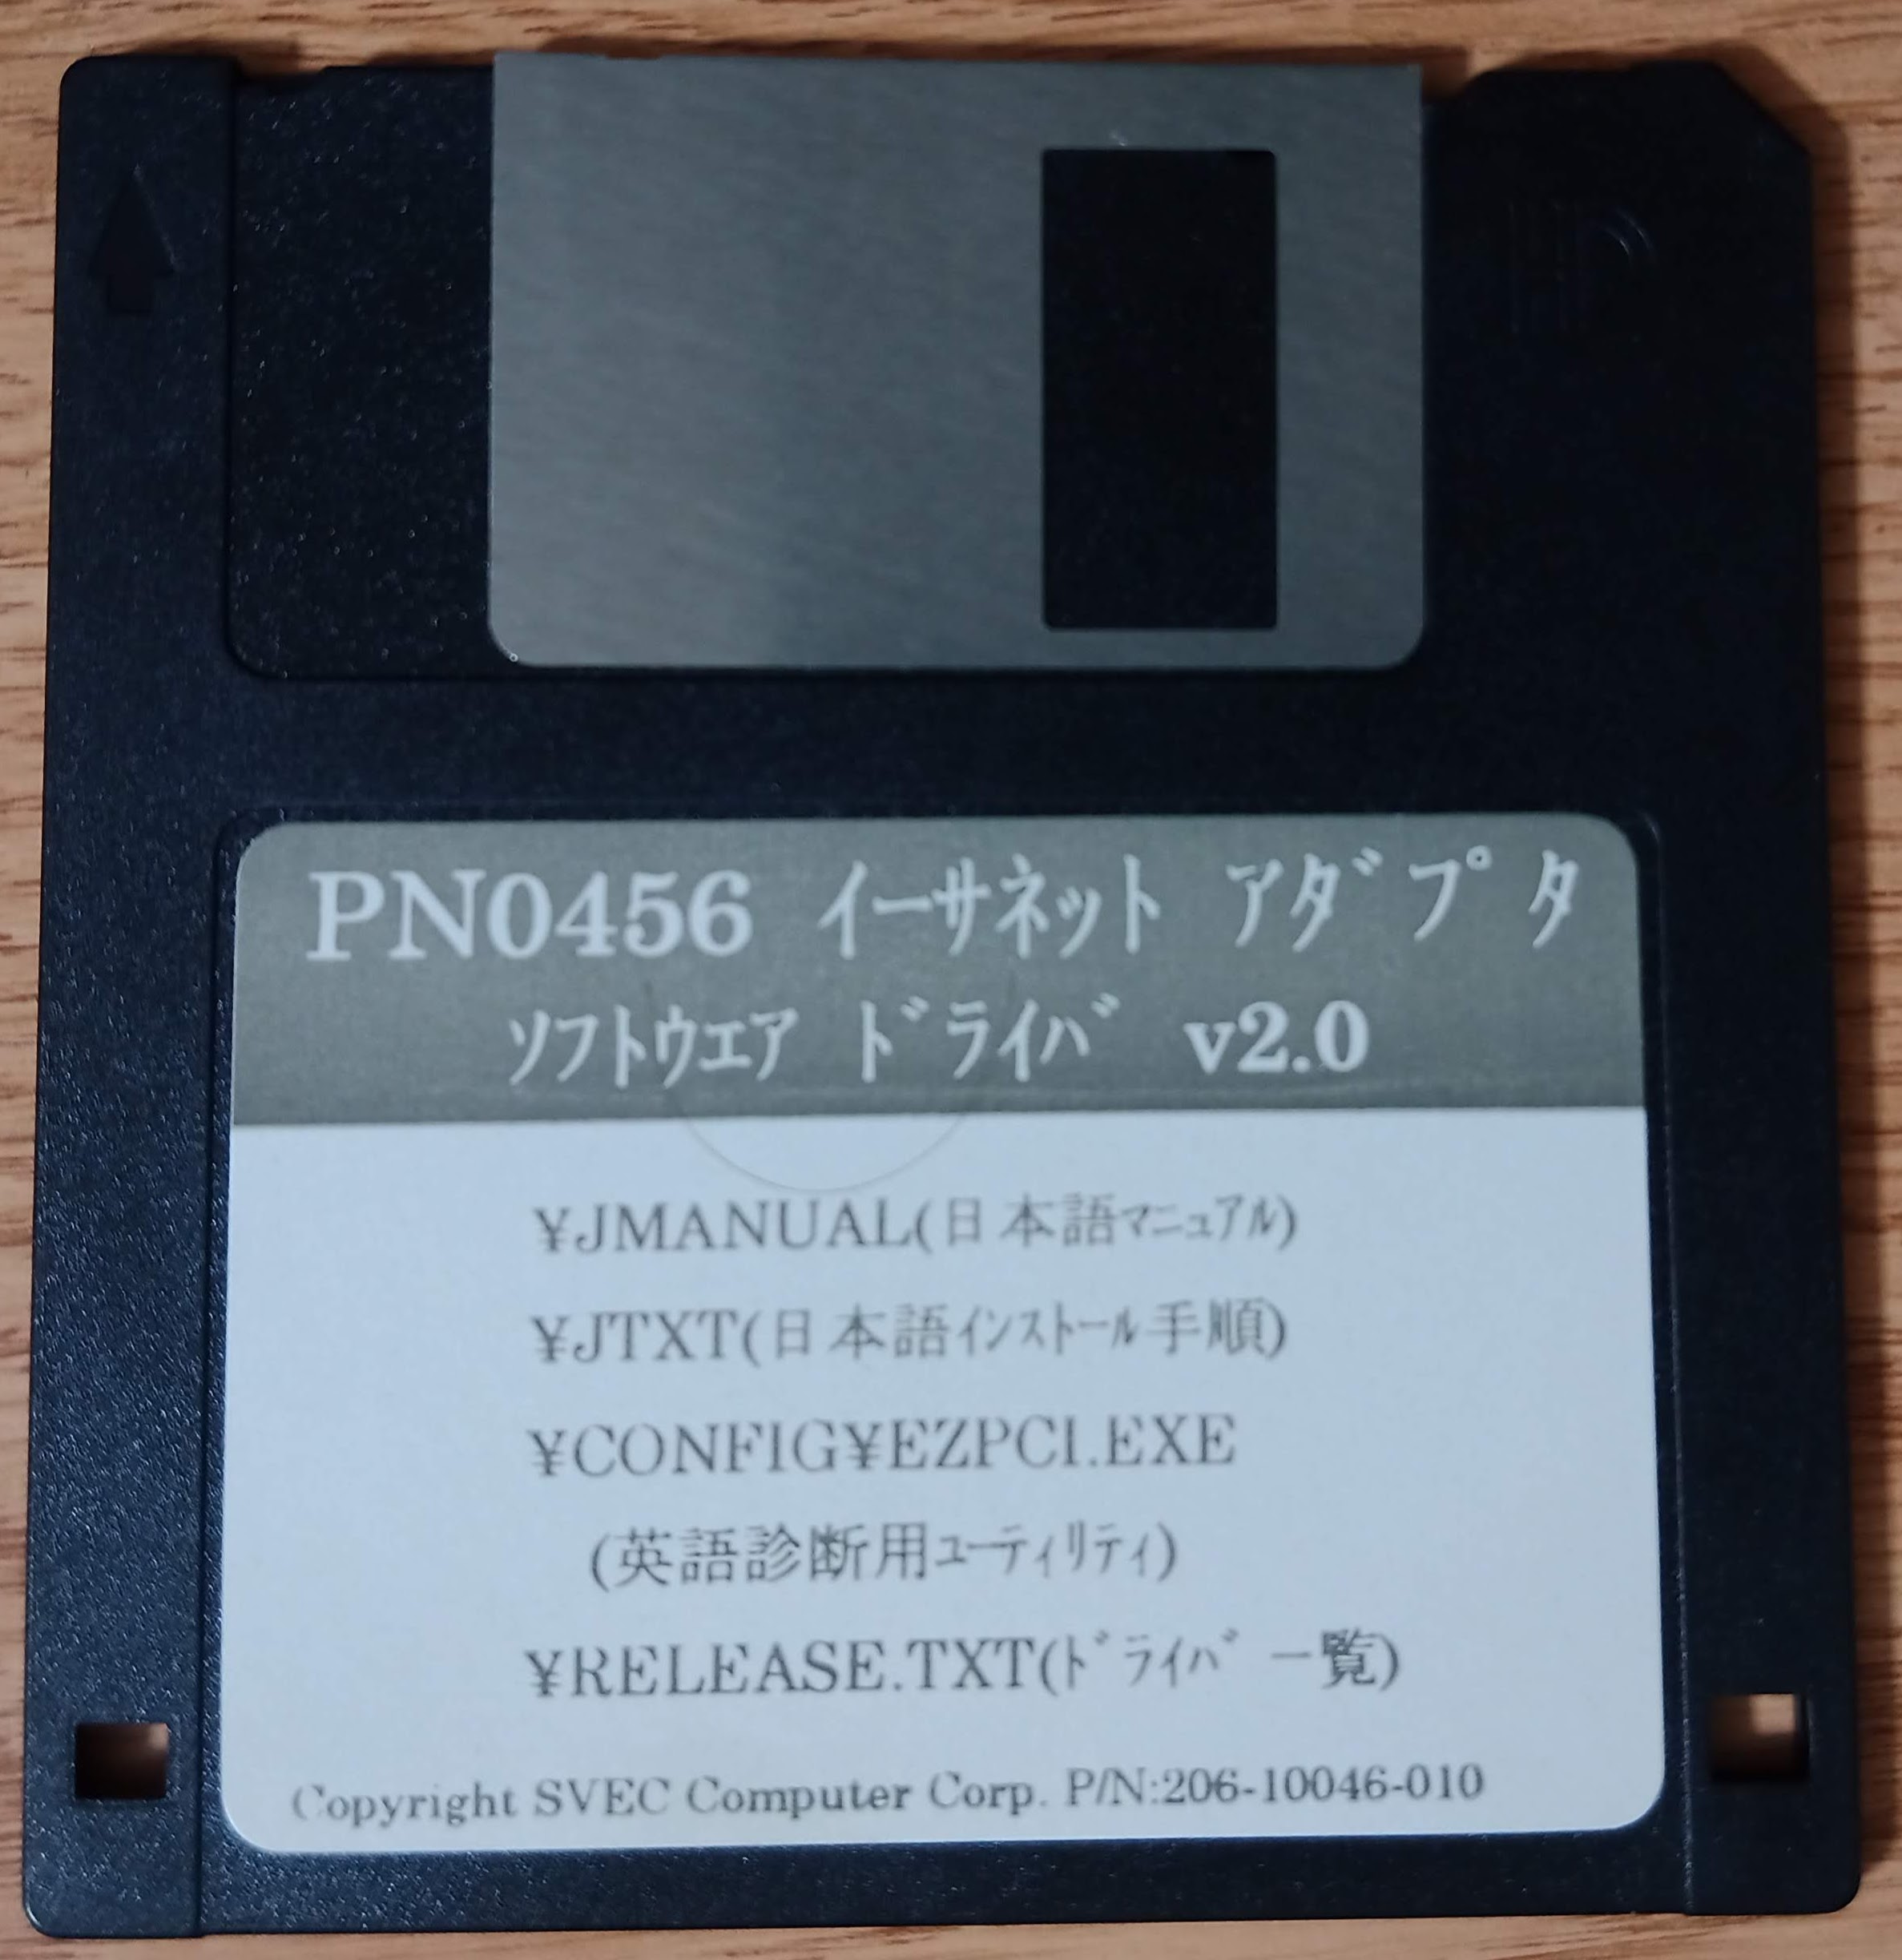 PN0456 イーサネット アダプタ
ソフトウエア ドライバ v2.0
¥JMANUAL(日本語マニュアル)
¥JTXT(日本語インストール手順)
¥CONFIG¥EZPCI.EXE
(英語診断用ユーティリティ)
¥RELEASE.TXT(ドライバ一覧)
Copyright SVEC Computer Corp. P/N:206-10046-010